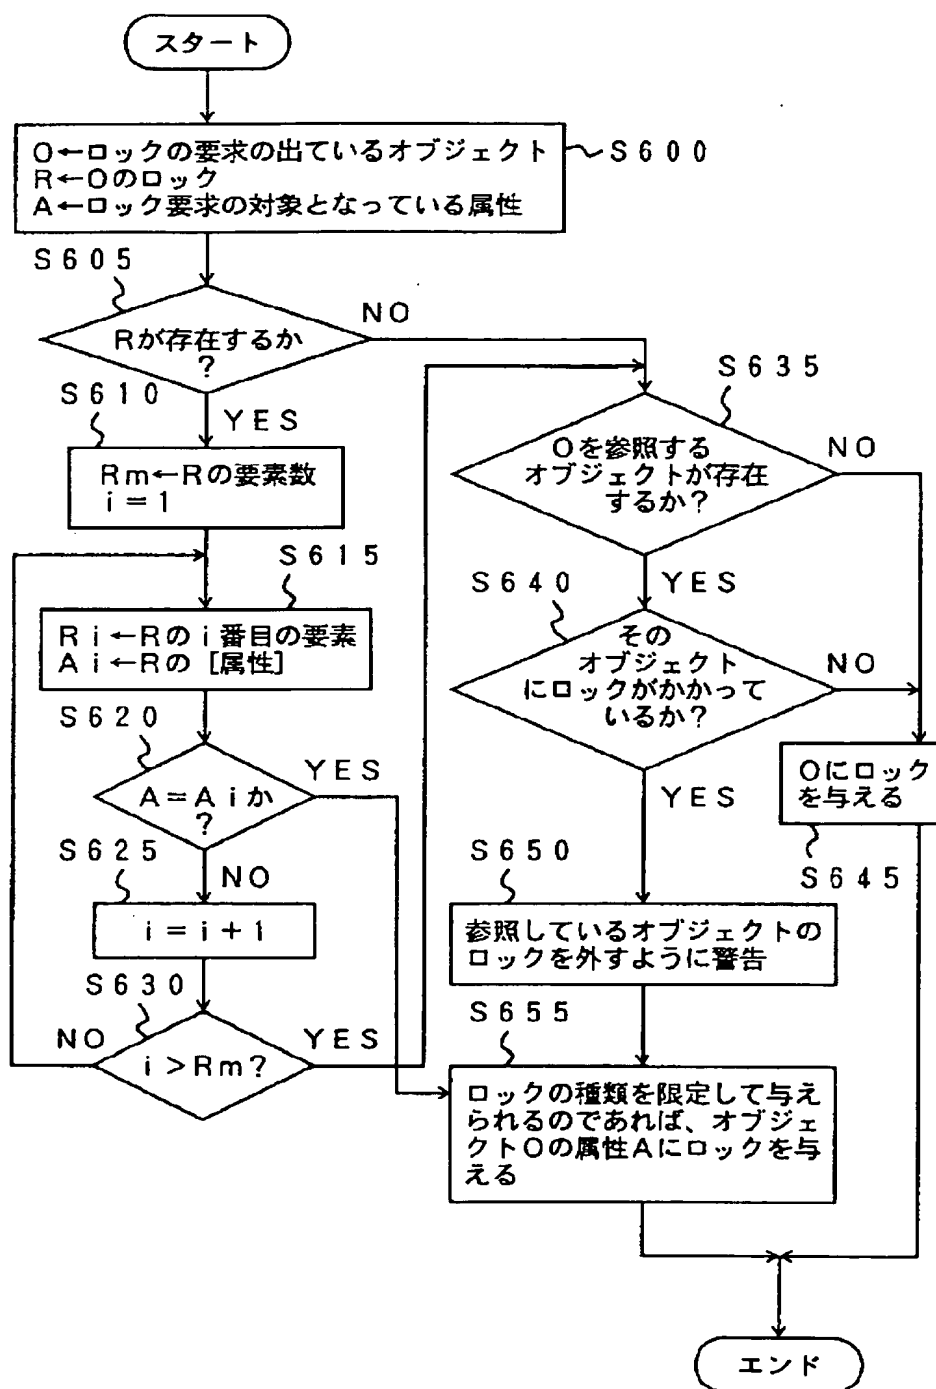 スタート
O←ロックの要求の出ているオブジェクト
R←Oのロック
A←ロック要求の対象となっている属性
S600
S605
Rが存在するか
?
NO
YES
S610
Rm←Rの要素数
i=1
S615
Ri←Rのi番目の要素
Ai←Rの [属性]
S620
A=Aiか
?
YES
NO
S625
i=i+1
S630
i>Rm?
NO
YES
S635
Oを参照する
オブジェクトが存在
するか?
NO
YES
S640
その
オブジェクト
にロックがかかって
いるか?
NO
YES
Oにロック
を与える
S645
S650
参照しているオブジェクトの
ロックを外すように警告
S655
ロックの種類を限定して与え
られるのであれば、オブジェ
クトOの属性Aにロックを与
える
エンド